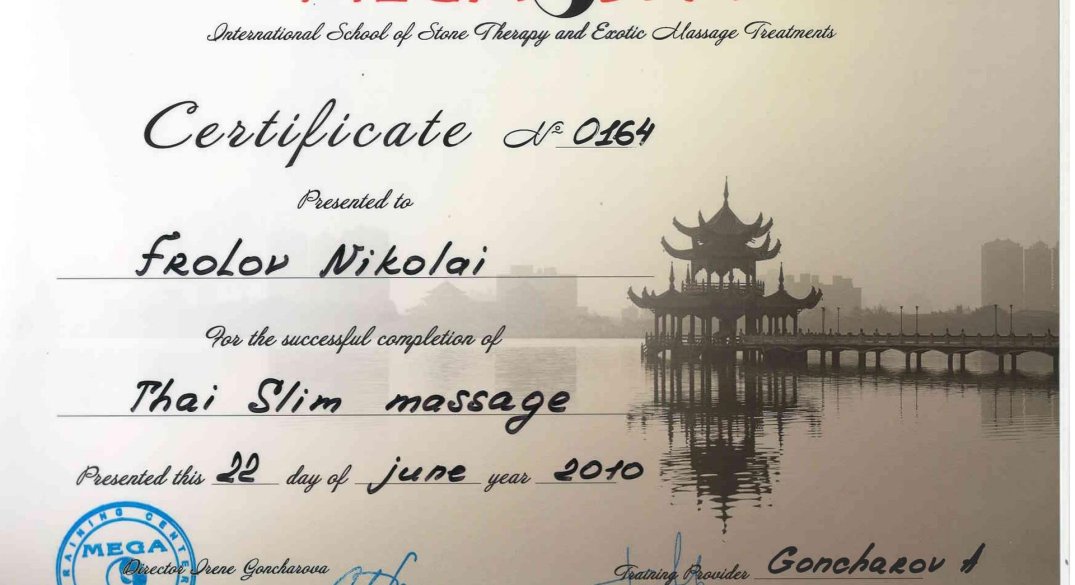 International School of Stone Therapy and Exotic Massage Treatments
Certificate № 0164
Presented to
Frolov Nikolai
For the successful completion of
Thai Slim massage
Presented this 22 day of june year 2010
TRAINING CENTER
MEGA
Director Irene Goncharova
Training Provider Goncharov A